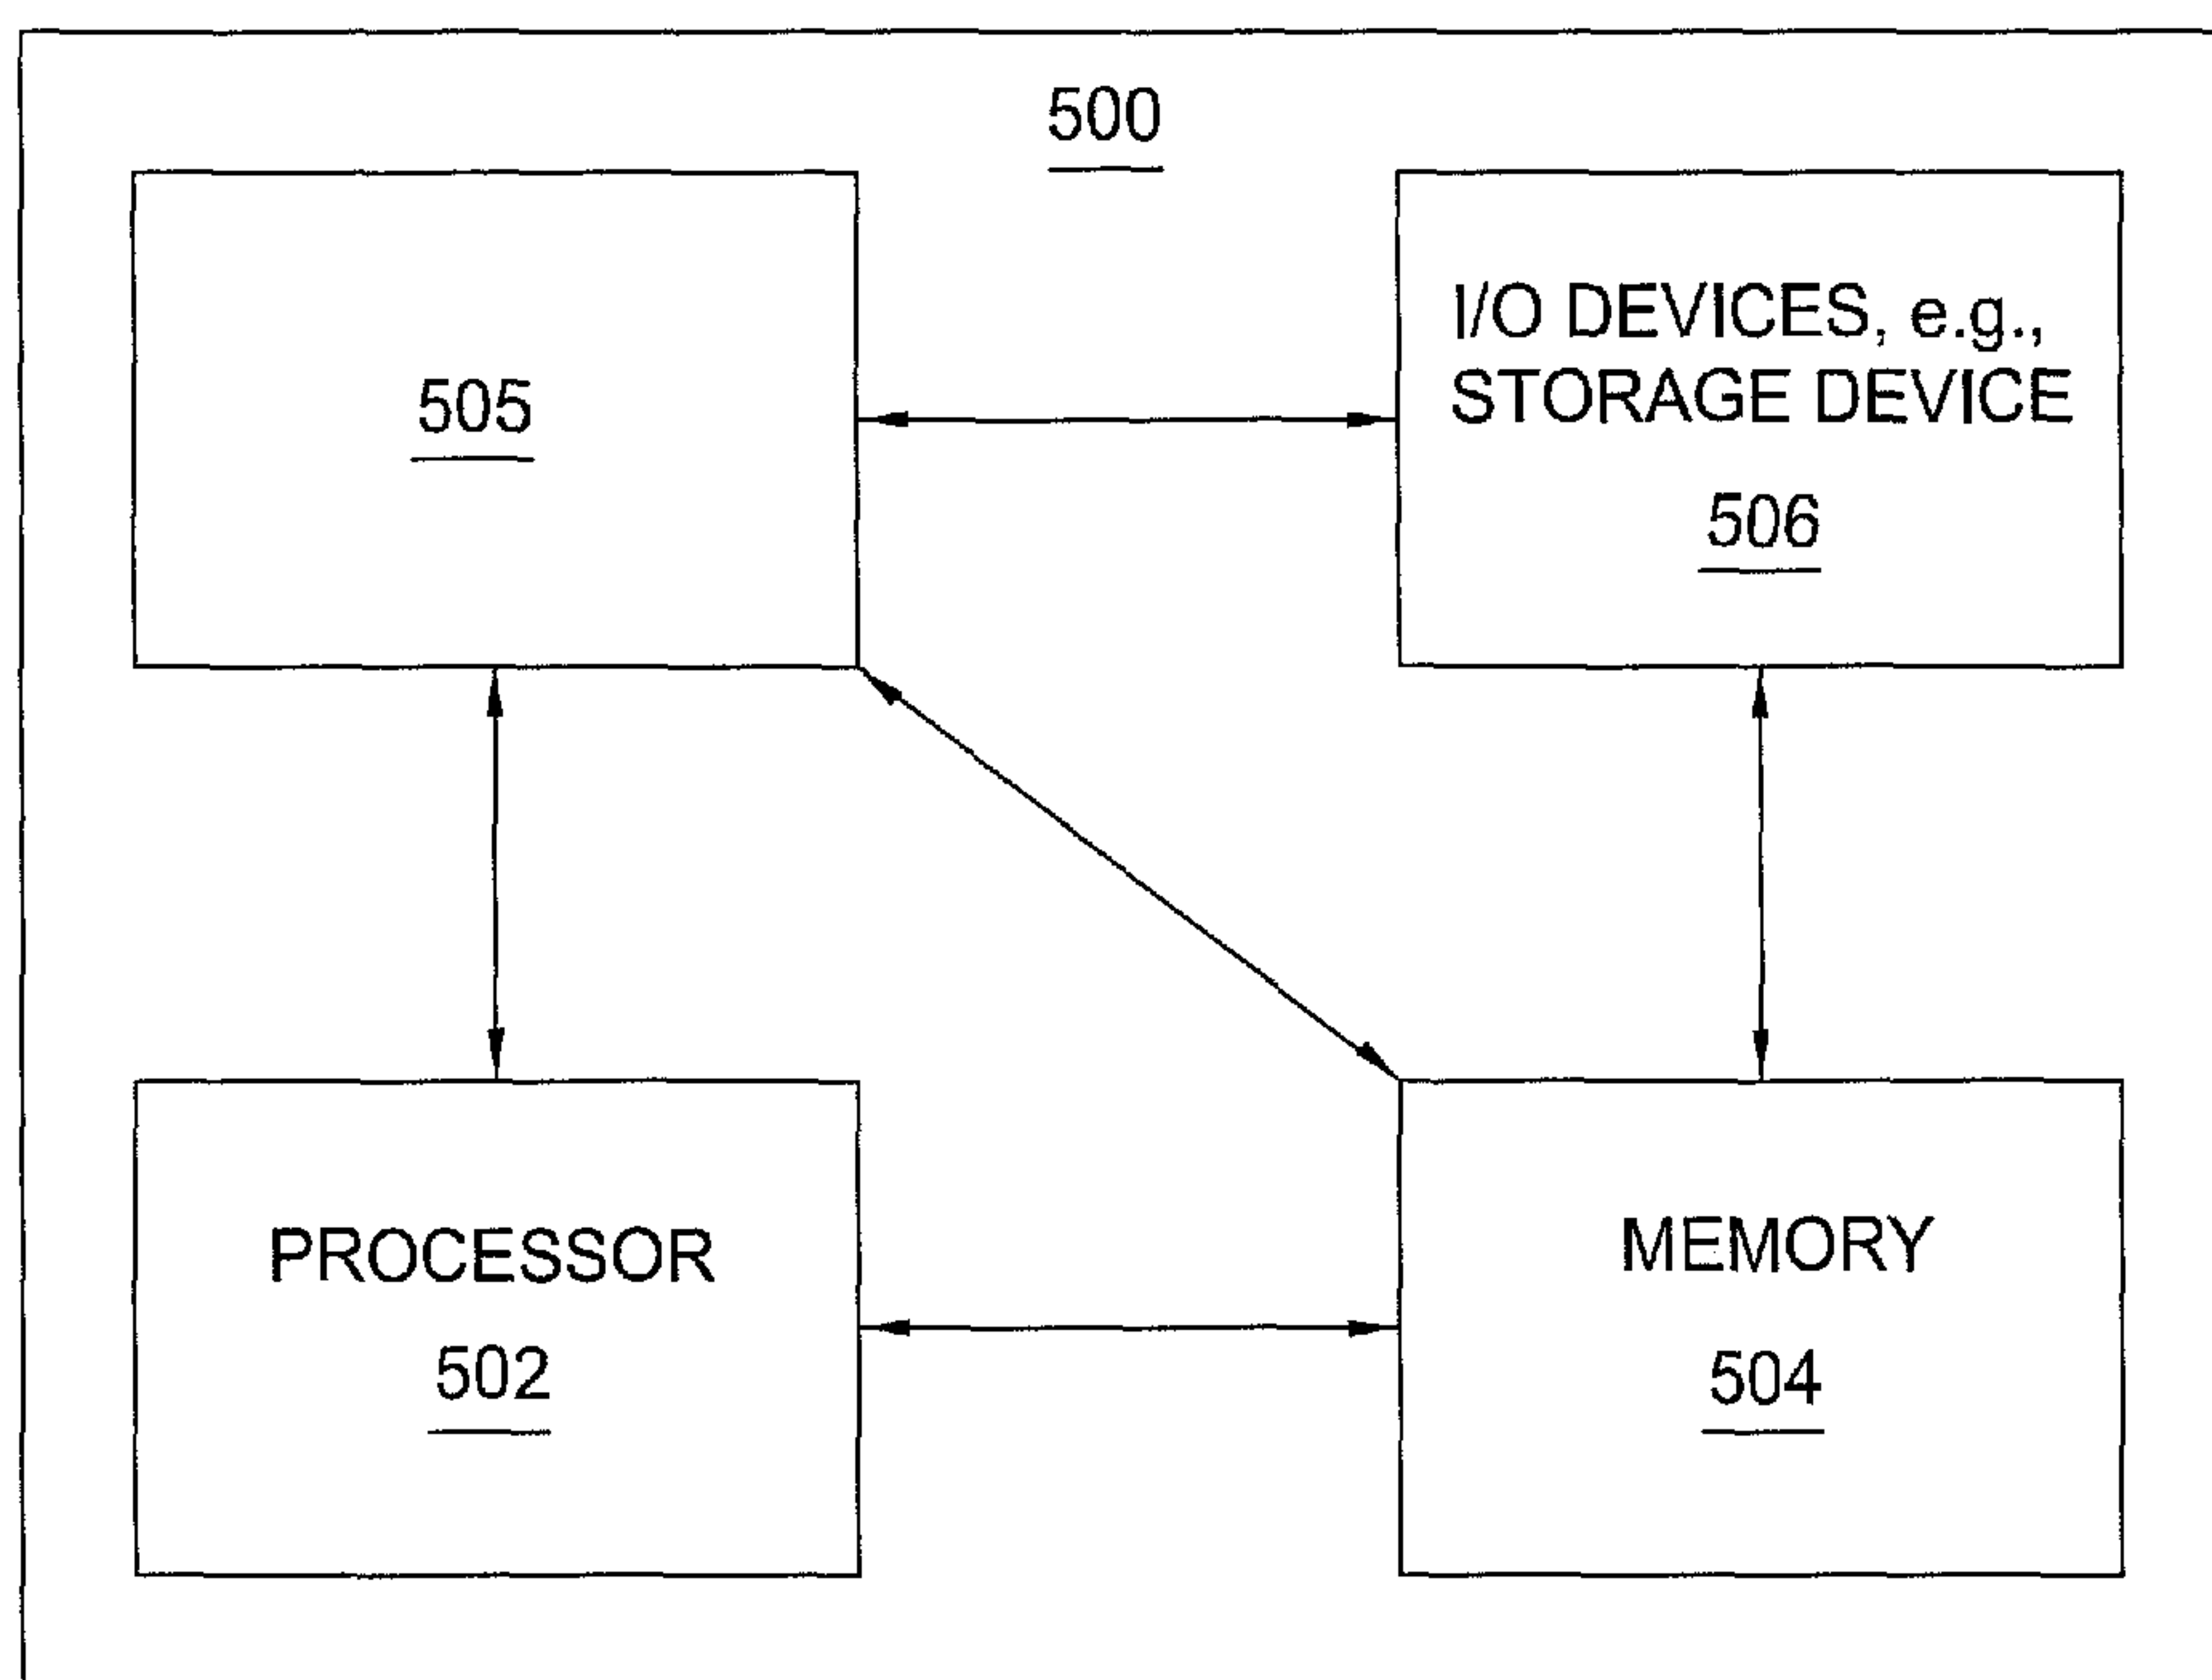 500
505
I/O DEVICES, e.g.,
STORAGE DEVICE
506
PROCESSOR
502
MEMORY
504